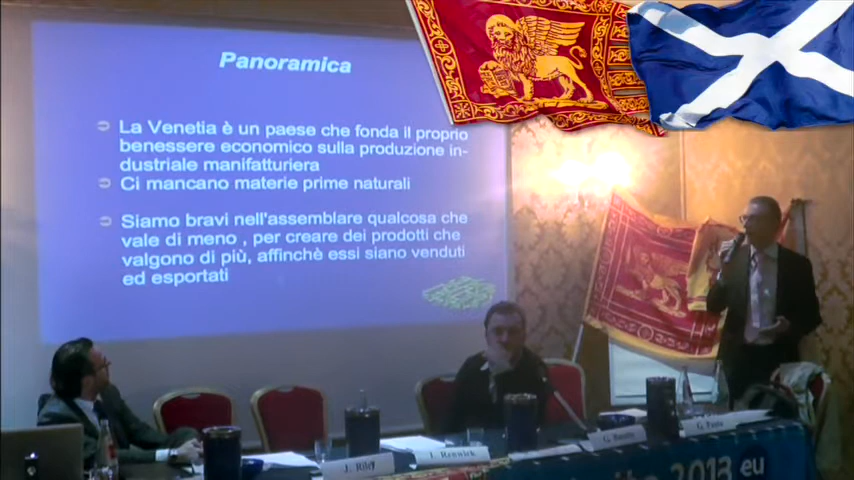 Panoramica
La Venetia è un paese che fonda il proprio
benessere economico sulla produzione in-
dustriale manifatturiera
Ci mancano materie prime naturali
Siamo bravi nell'assemblare qualcosa che
vale di meno , per creare dei prodotti che
valgono di più, affinchè essi siano venduti
ed esportati
J. Riley
L. Renwick
G. Pizzati
2013 eu